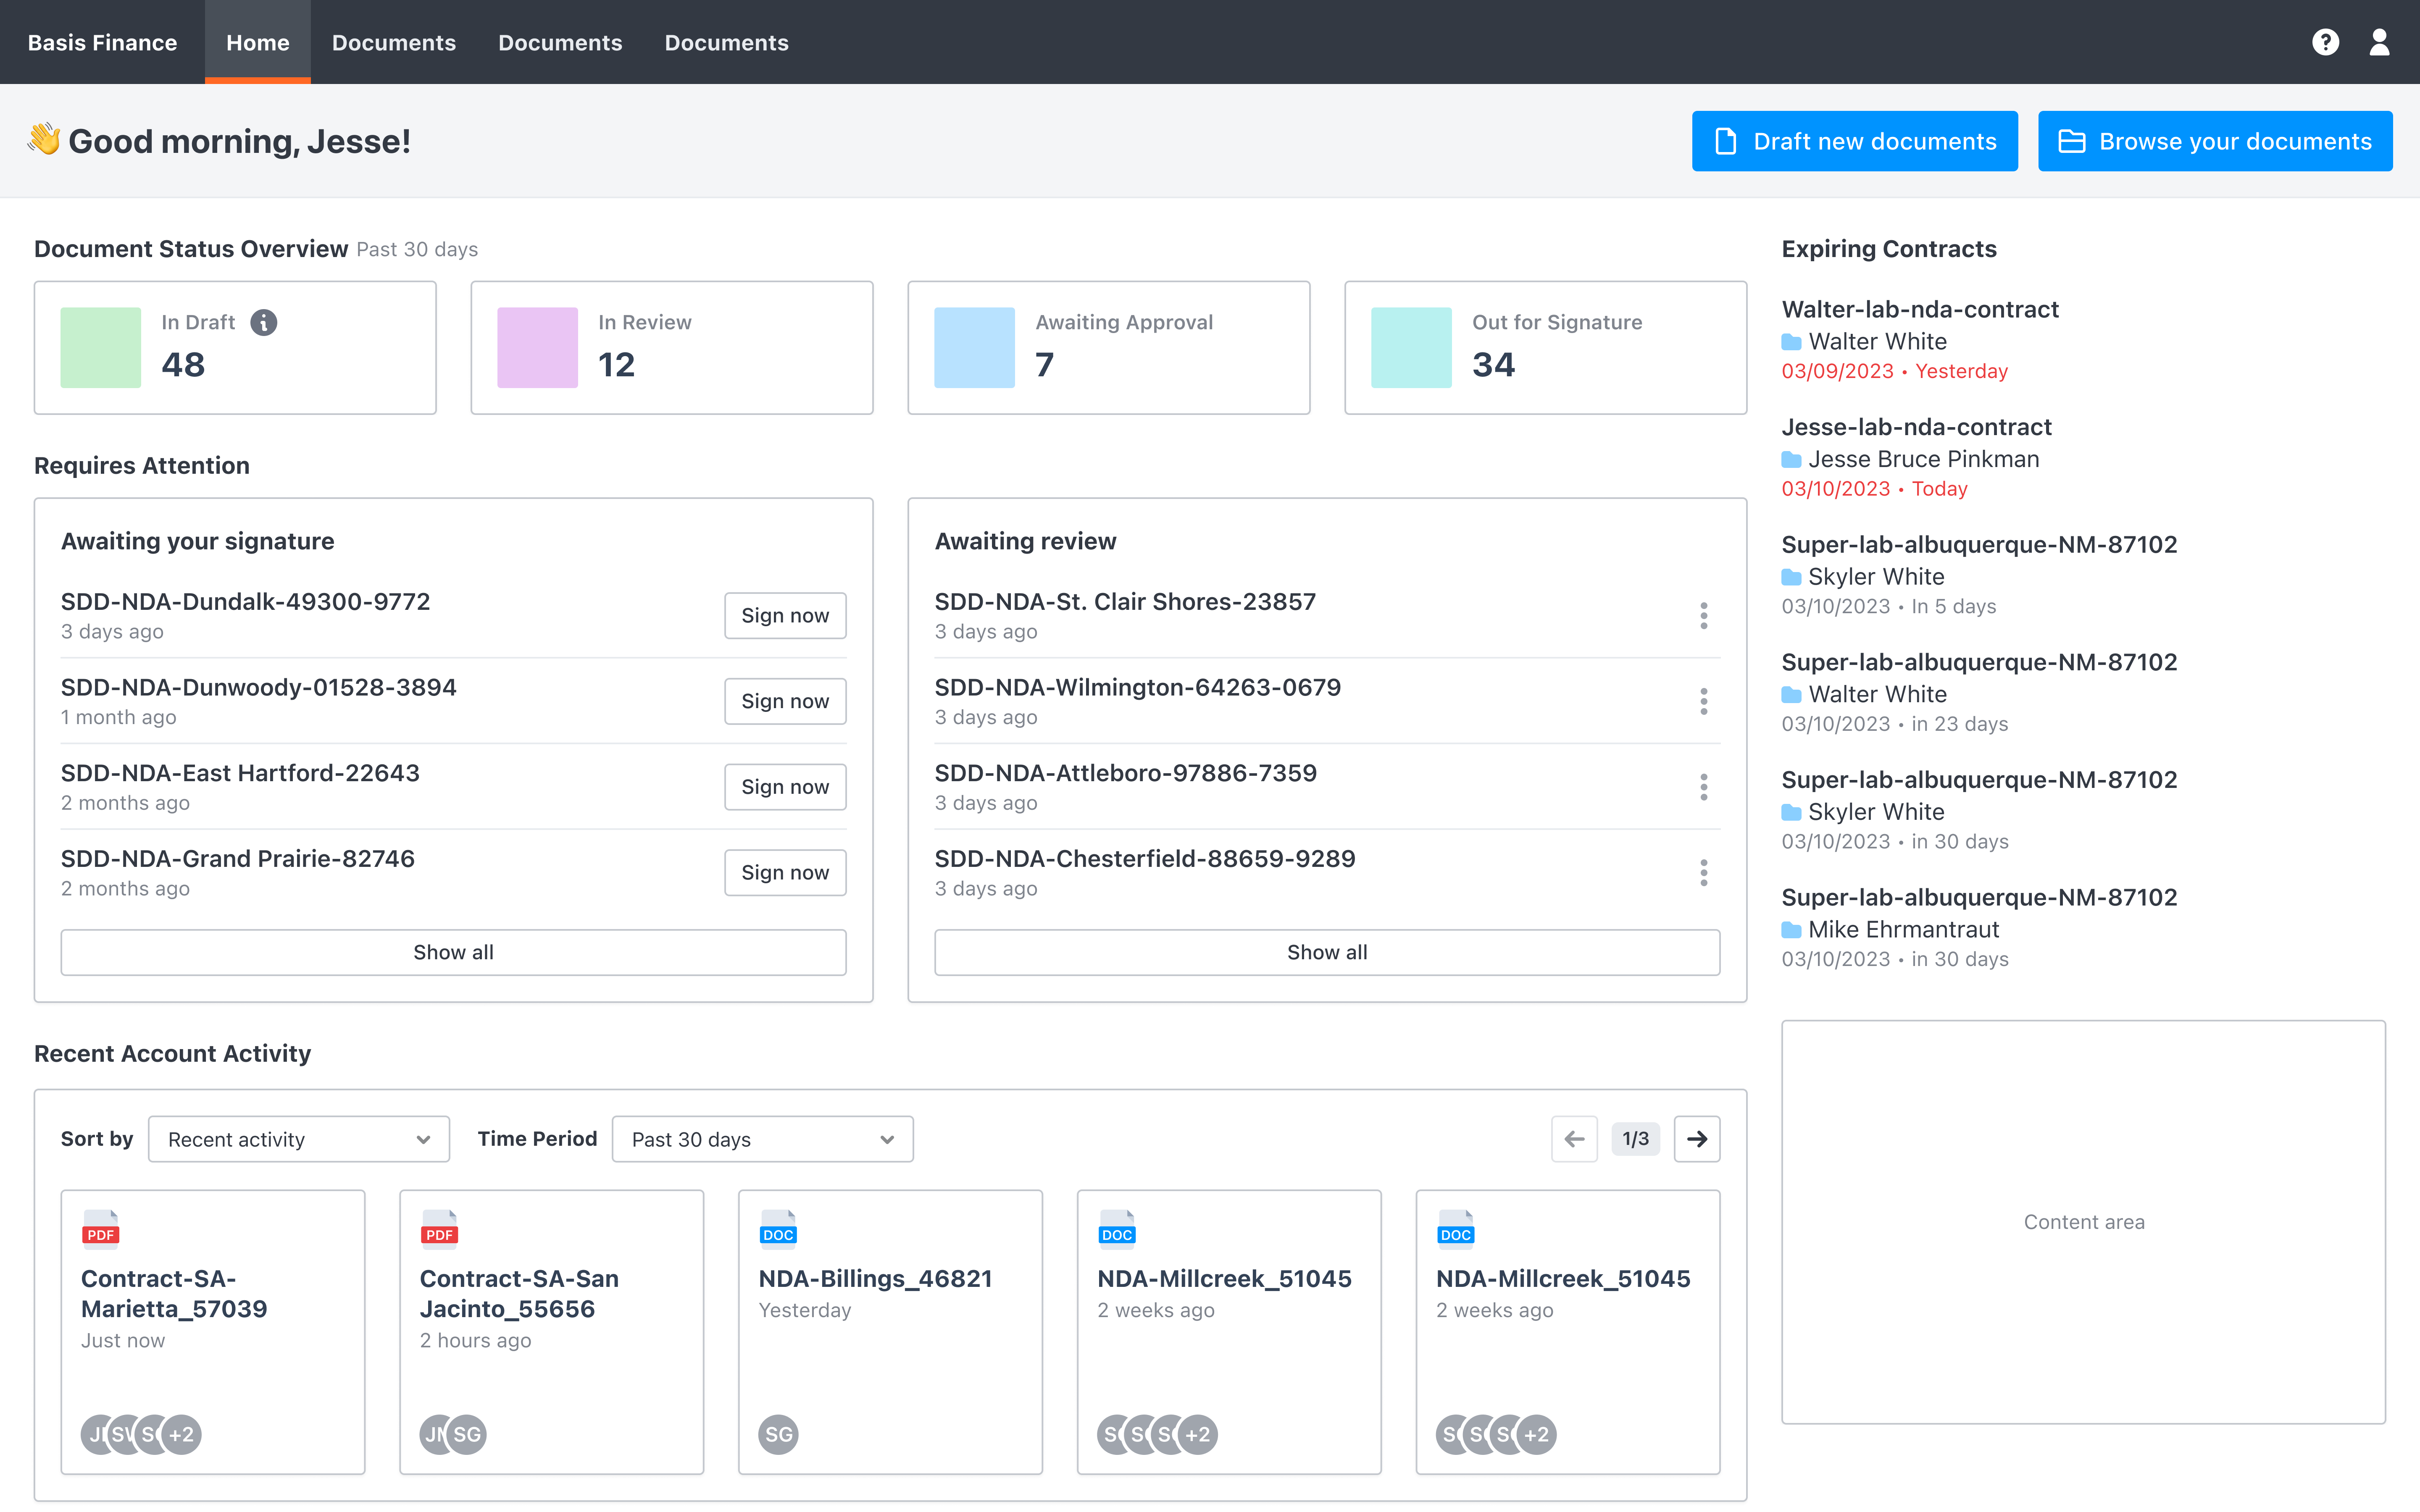 Basis Finance
Home
Documents
Documents
Documents
?
Good morning, Jesse!
Draft new documents
Browse your documents
Document Status Overview Past 30 days
In Draft
48
In Review
12
Awaiting Approval
7
Out for Signature
34
Requires Attention
Awaiting your signature
SDD-NDA-Dundalk-49300-9772
3 days ago
Sign now
SDD-NDA-Dunwoody-01528-3894
1 month ago
Sign now
SDD-NDA-East Hartford-22643
2 months ago
Sign now
SDD-NDA-Grand Prairie-82746
2 months ago
Sign now
Show all
Awaiting review
SDD-NDA-St. Clair Shores-23857
3 days ago
SDD-NDA-Wilmington-64263-0679
3 days ago
SDD-NDA-Attleboro-97886-7359
3 days ago
SDD-NDA-Chesterfield-88659-9289
3 days ago
Show all
Expiring Contracts
Walter-lab-nda-contract
Walter White
03/09/2023 • Yesterday
Jesse-lab-nda-contract
Jesse Bruce Pinkman
03/10/2023 • Today
Super-lab-albuquerque-NM-87102
Skyler White
03/10/2023 • In 5 days
Super-lab-albuquerque-NM-87102
Walter White
03/10/2023 • in 23 days
Super-lab-albuquerque-NM-87102
Skyler White
03/10/2023 • in 30 days
Super-lab-albuquerque-NM-87102
Mike Ehrmantraut
03/10/2023 • in 30 days
Content area
Recent Account Activity
Sort by
Recent activity
Time Period
Past 30 days
1/3
PDF
Contract-SA-
Marietta_57039
Just now
+2
PDF
Contract-SA-San
Jacinto_55656
2 hours ago
SG
DOC
NDA-Billings_46821
Yesterday
SG
DOC
NDA-Millcreek_51045
2 weeks ago
+2
DOC
NDA-Millcreek_51045
2 weeks ago
+2